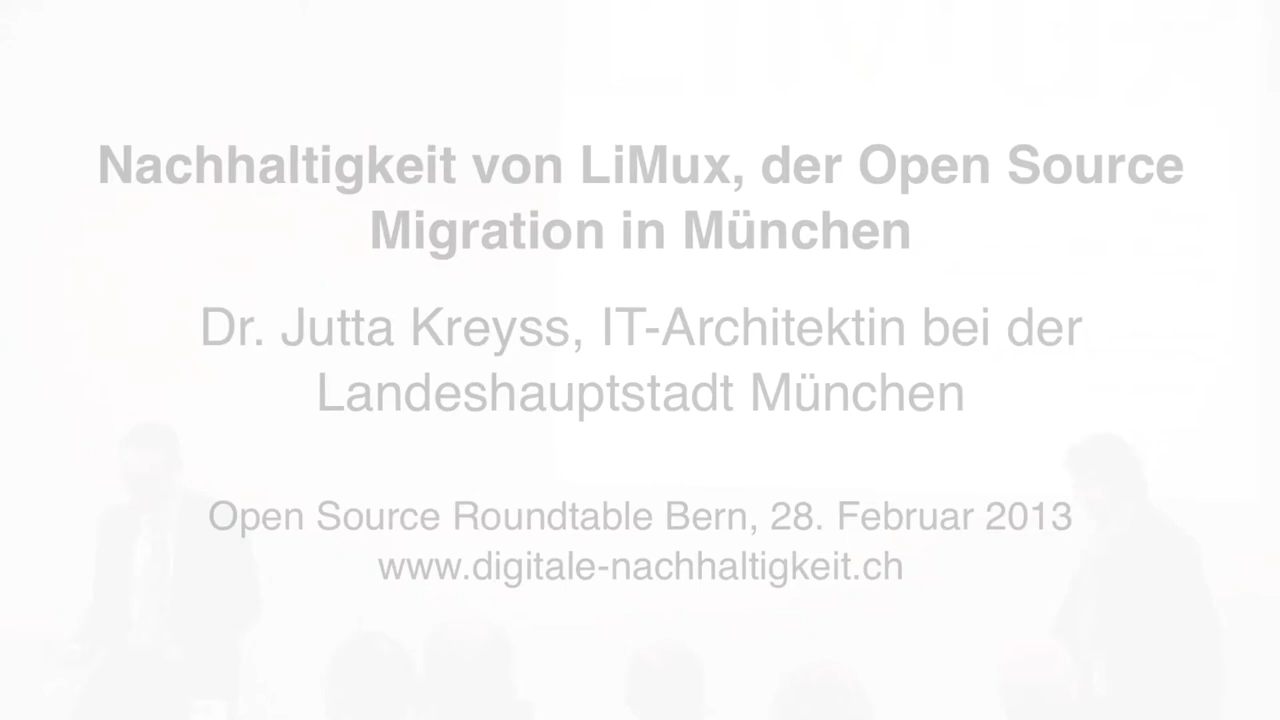 Nachhaltigkeit von LiMux, der Open Source
Migration in München
Dr. Jutta Kreyss, IT-Architektin bei der
Landeshauptstadt München
Open Source Roundtable Bern, 28. Februar 2013
www.digitale-nachhaltigkeit.ch